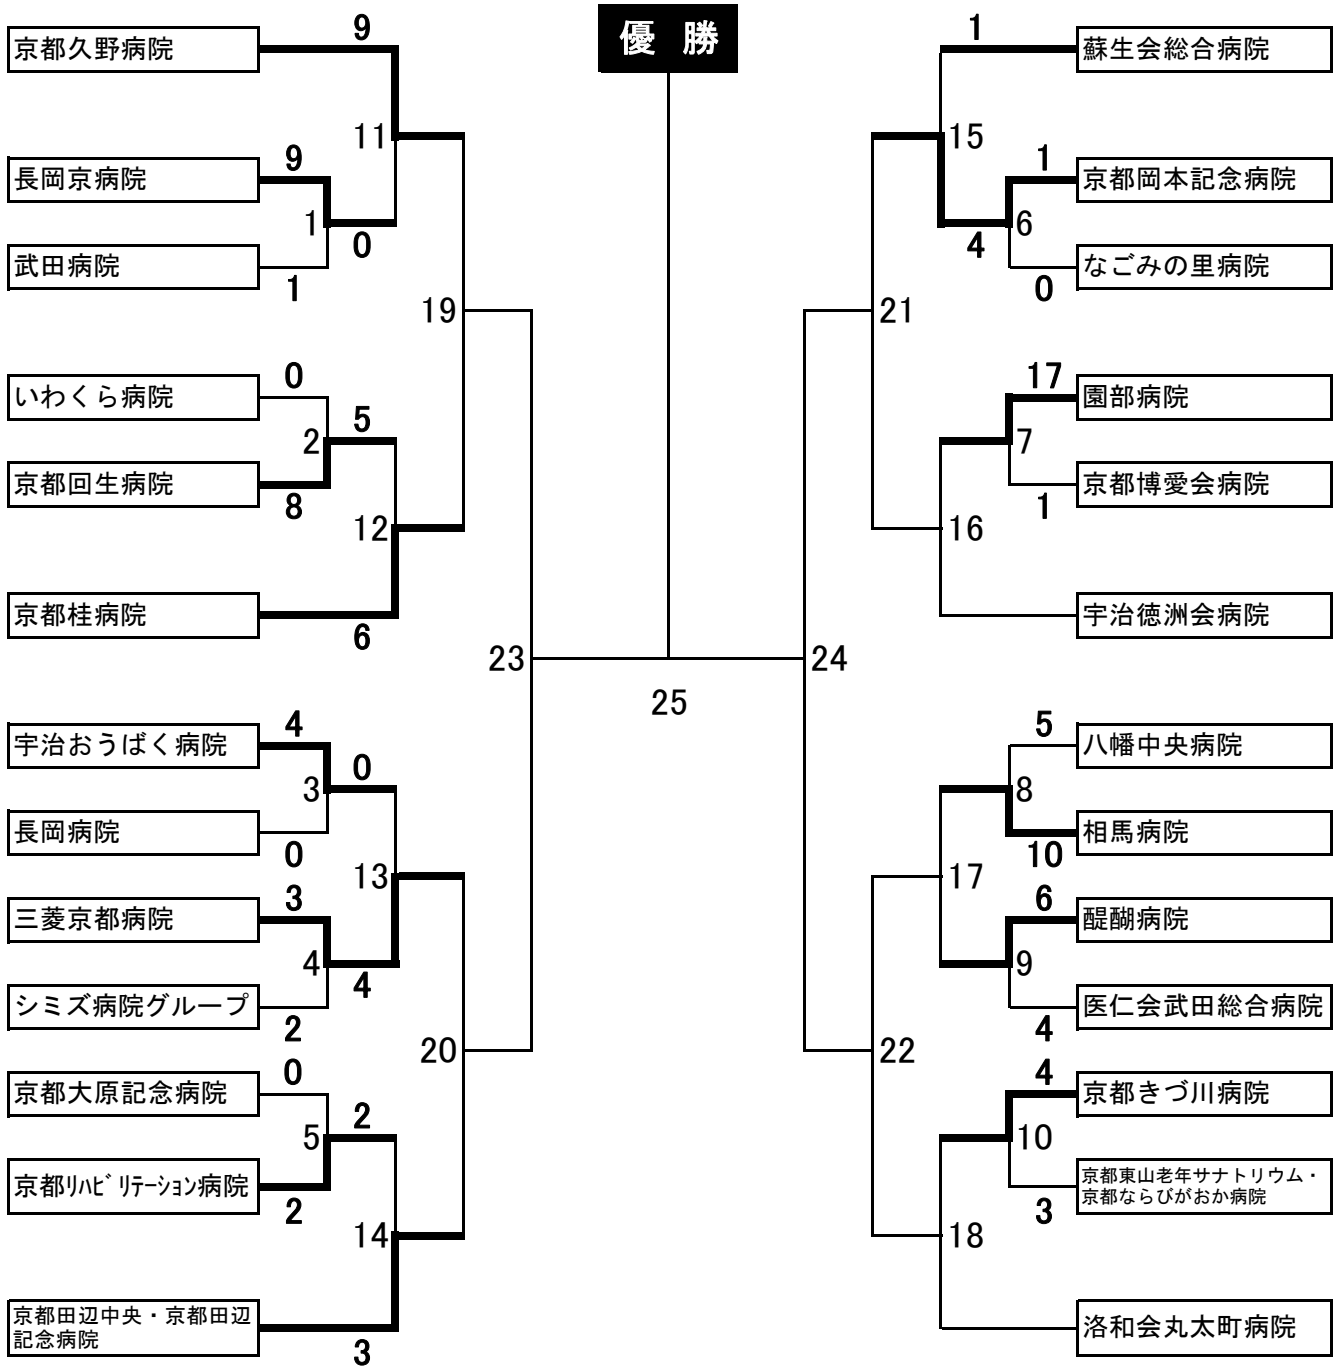 優 勝
9
京都久野病院
11
9
長岡京病院
1
0
武田病院
1
19
0
いわくら病院
5
2
京都回生病院
8
12
京都桂病院
6
23
4
宇治おうばく病院
0
3
長岡病院
0
13
3
三菱京都病院
4
4
シミズ病院グループ
2
20
0
京都大原記念病院
2
5
京都ﾘﾊﾋﾞﾘﾃｰｼｮﾝ病院
2
14
京都田辺中央・京都田辺
記念病院
3
25
1
蘇生会総合病院
15
1
京都岡本記念病院
6
4
なごみの里病院
0
21
17
園部病院
7
京都博愛会病院
1
16
宇治徳洲会病院
24
5
八幡中央病院
8
相馬病院
10
17
6
醍醐病院
9
医仁会武田総合病院
4
22
4
京都きづ川病院
10
京都東山老年サナトリウム・
京都ならびがおか病院
3
18
洛和会丸太町病院